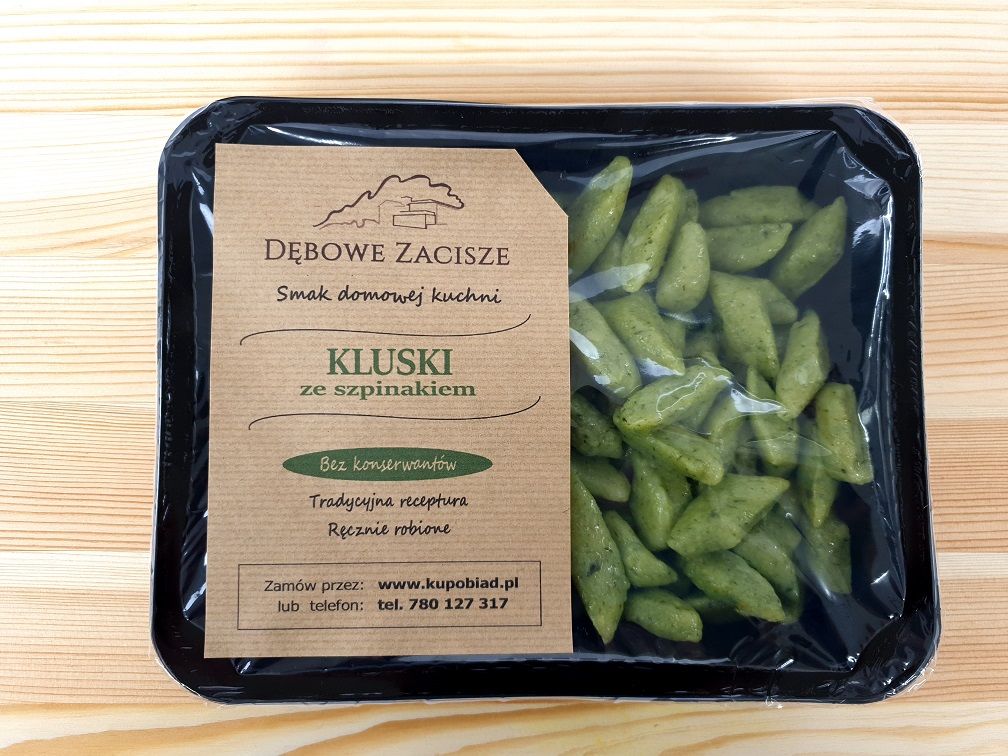 DĘBOWE ZACISZE
Smak domowej kuchni
KLUSKI
ze szpinakiem
Bez konserwantów
Tradycyjna receptura
Ręcznie robione
Zamów przez: www.kupobiad.pl
lub telefon: tel. 780 127 317